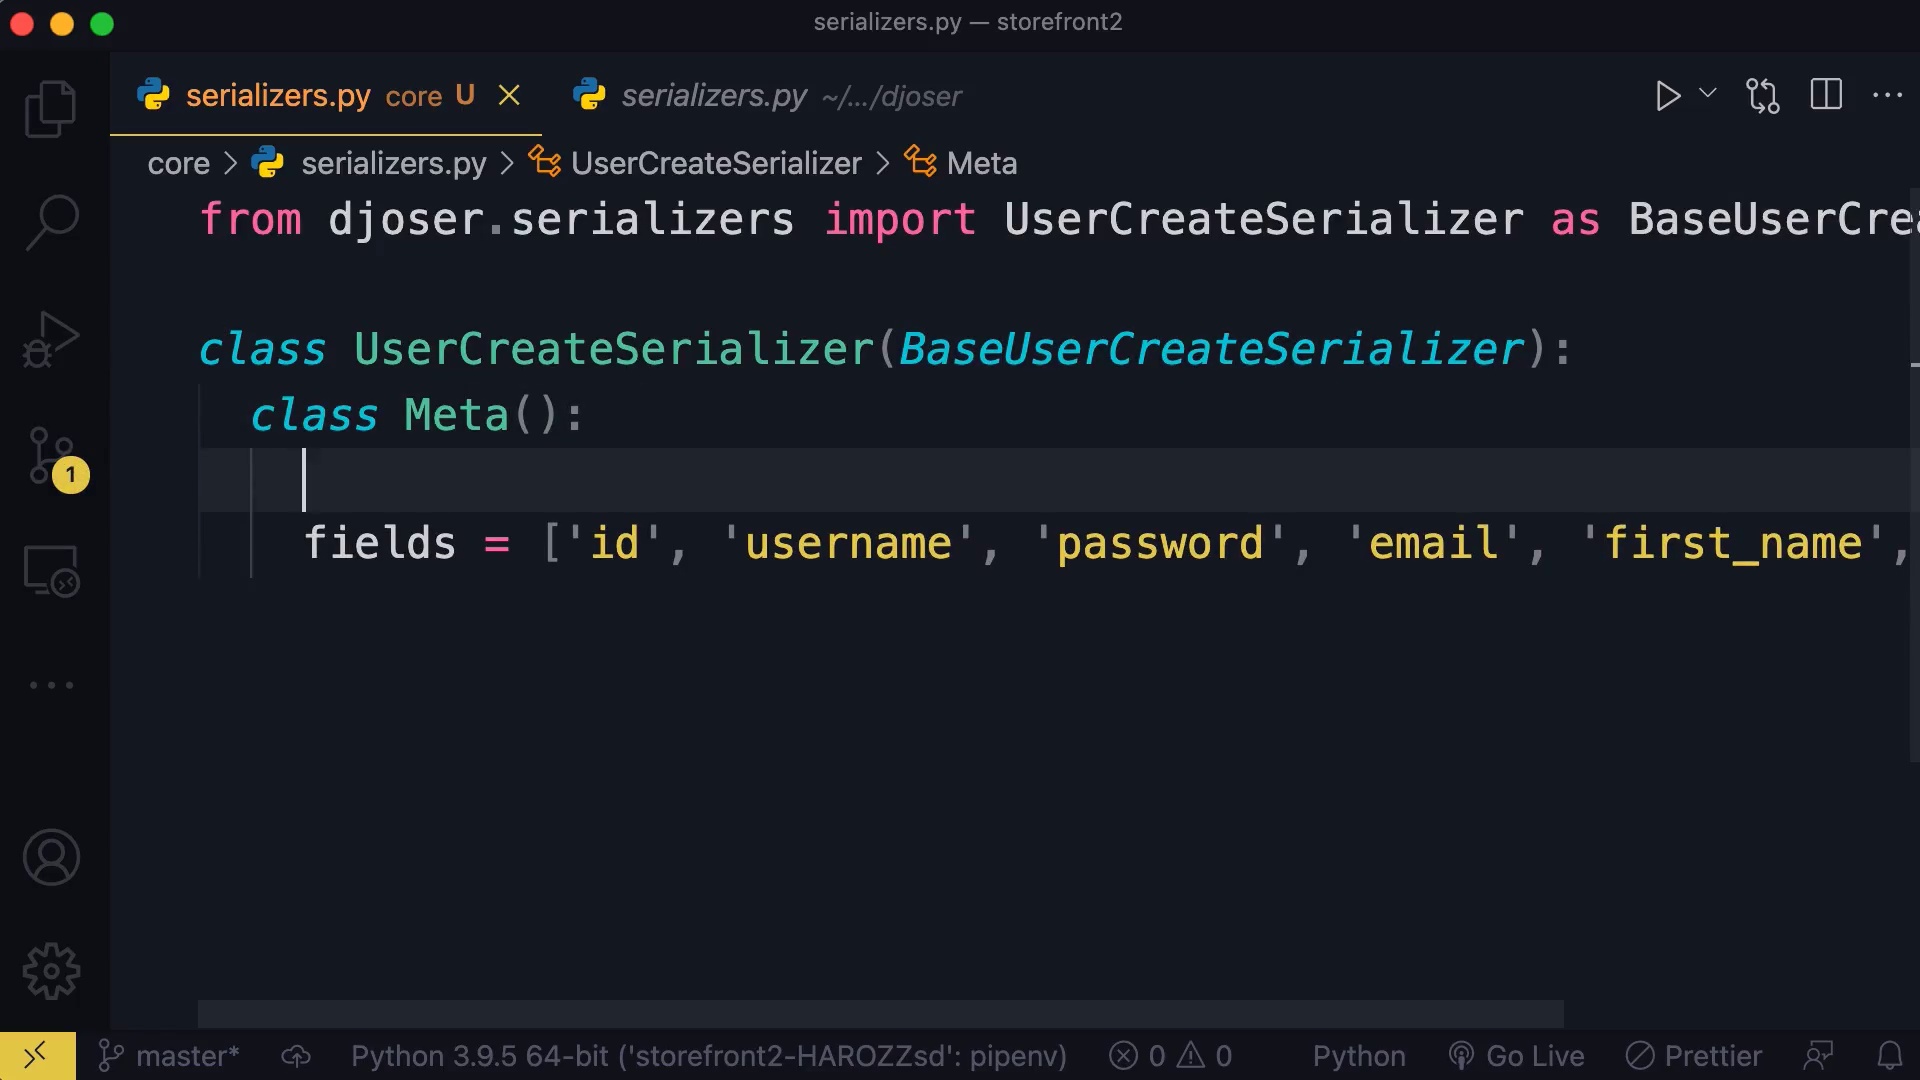 serializers.py — storefront2
serializers.py core U serializers.py ~/.../djoser
core > serializers.py > UserCreateSerializer > Meta
from djoser.serializers import UserCreateSerializer as BaseUserCrea
class UserCreateSerializer(BaseUserCreateSerializer):
class Meta():
fields = ['id', 'username', 'password', 'email', 'first_name',
1
master* Python 3.9.5 64-bit ('storefront2-HAROZZsd': pipenv) 0 0 Python Go Live Prettier